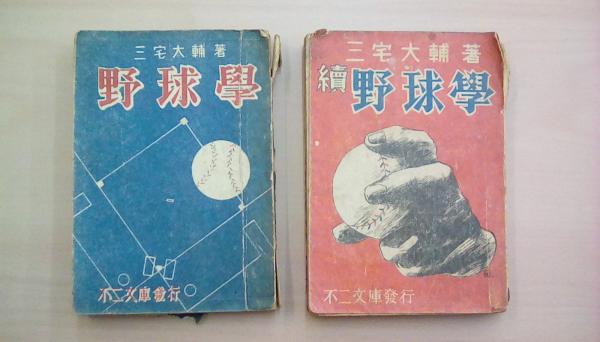 三宅大輔著
野球學
不二文庫發行
三宅大輔著
續野球學
不二文庫發行